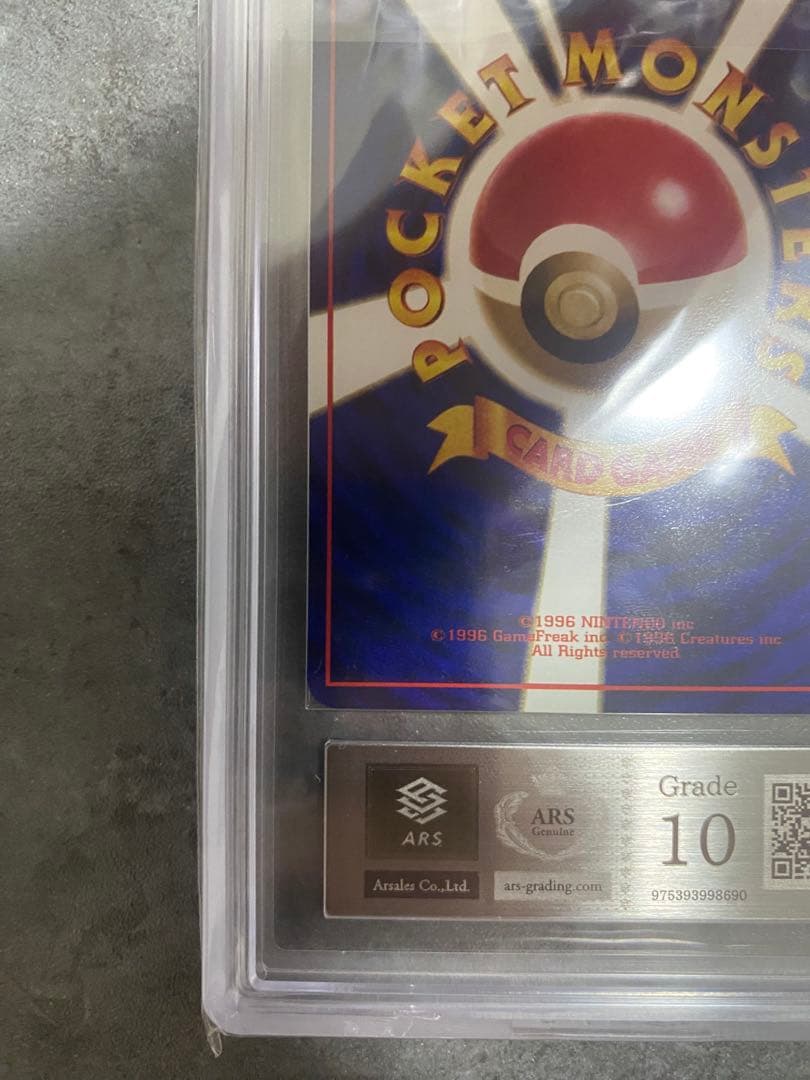 POCKET MONSTERS
CARD GAME
©1996 NINTENDO inc
©1996 GameFreak inc. ©1996 Creatures inc
All Rights reserved
ARS
Arsales Co.,Ltd.
ARS
Genuine
ars-grading.com
Grade
10
975393998690